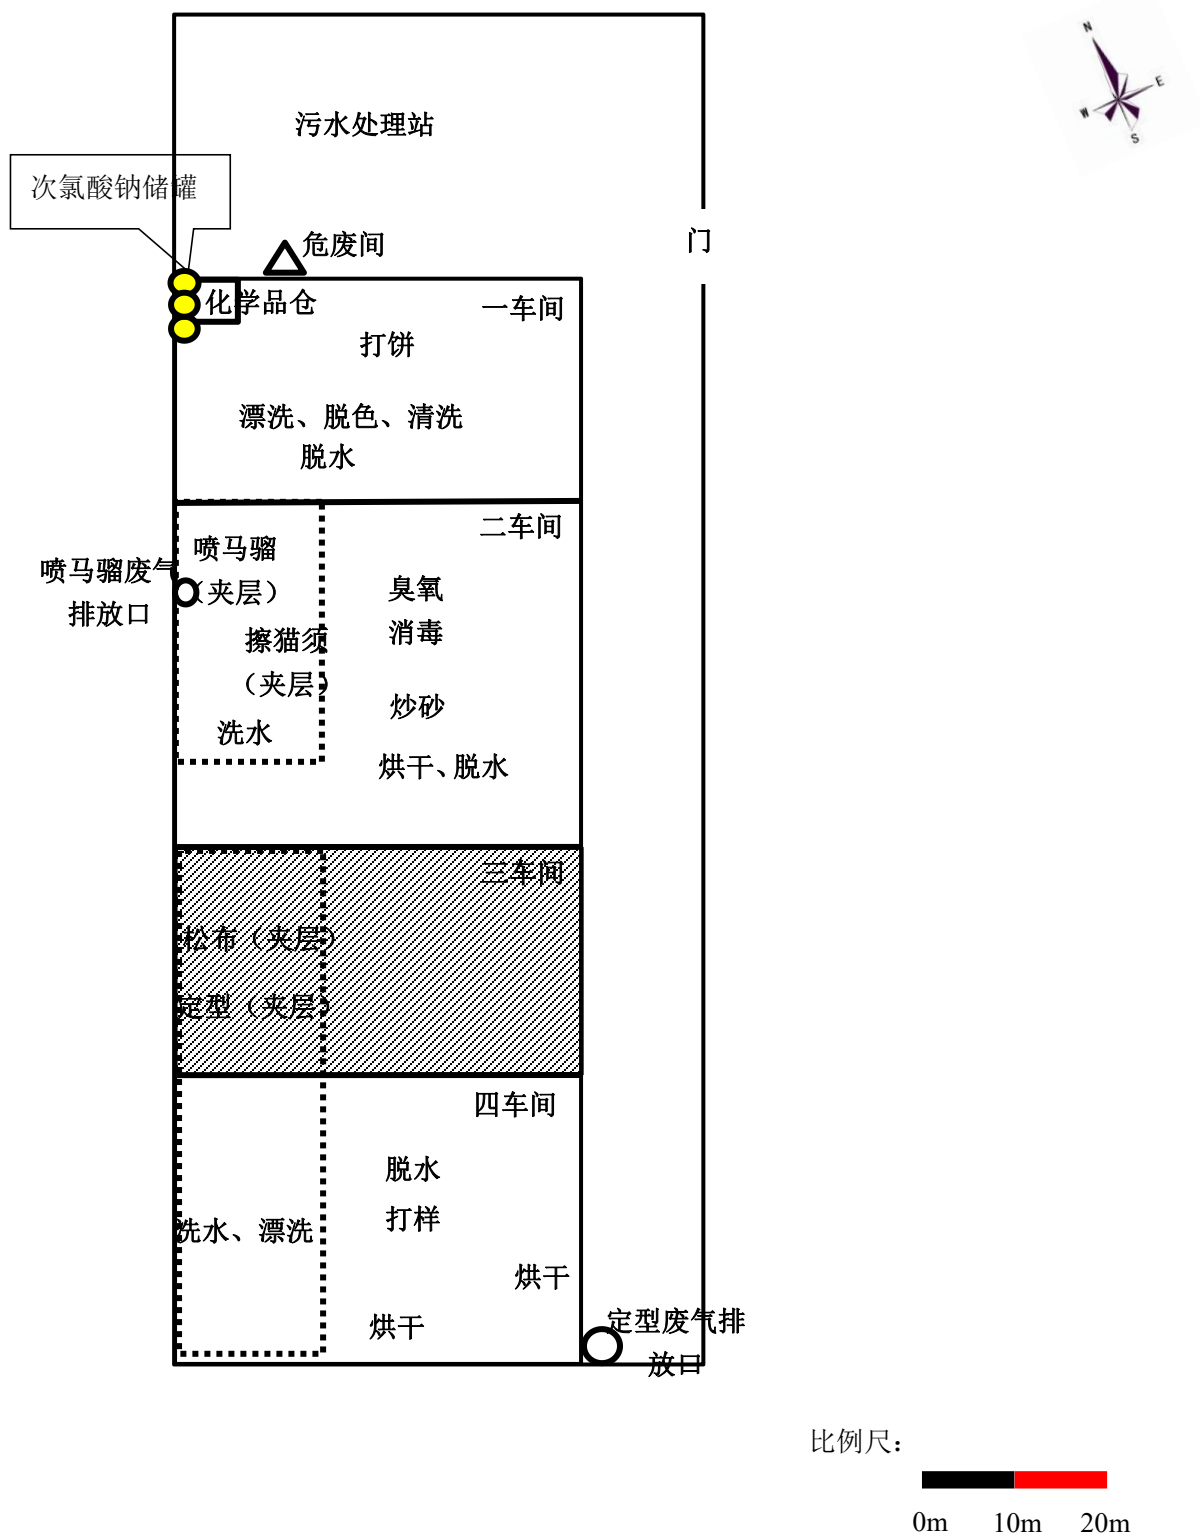 N
E
W
S
污水处理站
次氯酸钠储罐
门
危废间
化学品仓
一车间
打饼
漂洗、脱色、清洗
脱水
二车间
喷马骝
（夹层）
喷马骝废气
排放口
臭氧
消毒
擦猫须
（夹层）
炒砂
洗水
烘干、脱水
三车间
松布（夹层）
定型（夹层）
四车间
脱水
打样
洗水、漂洗
烘干
烘干
定型废气排
放口
比例尺：
0m 10m 20m